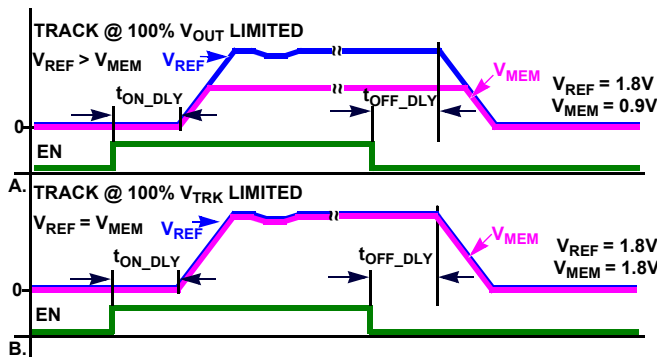 TRACK @ 100% VOUT LIMITED
VREF > VMEM
VREF
VMEM
tON_DLY
tOFF_DLY
VREF = 1.8V
VMEM = 0.9V
0
EN
A.
TRACK @ 100% VTRK LIMITED
VREF = VMEM
VREF
VMEM
tON_DLY
tOFF_DLY
VREF = 1.8V
VMEM = 1.8V
0
EN
B.